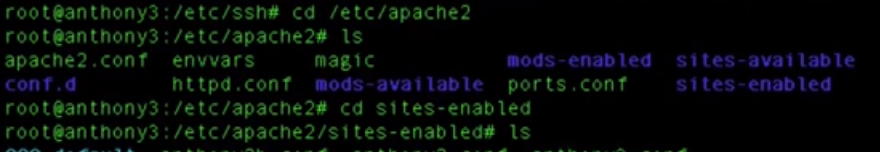 root@anthony3:/etc/ssh# cd /etc/apache2
root@anthony3:/etc/apache2# ls
apache2.conf envvars magic mods-enabled sites-available
conf.d httpd.conf mods-available ports.conf sites-enabled
root@anthony3:/etc/apache2# cd sites-enabled
root@anthony3:/etc/apache2/sites-enabled# ls